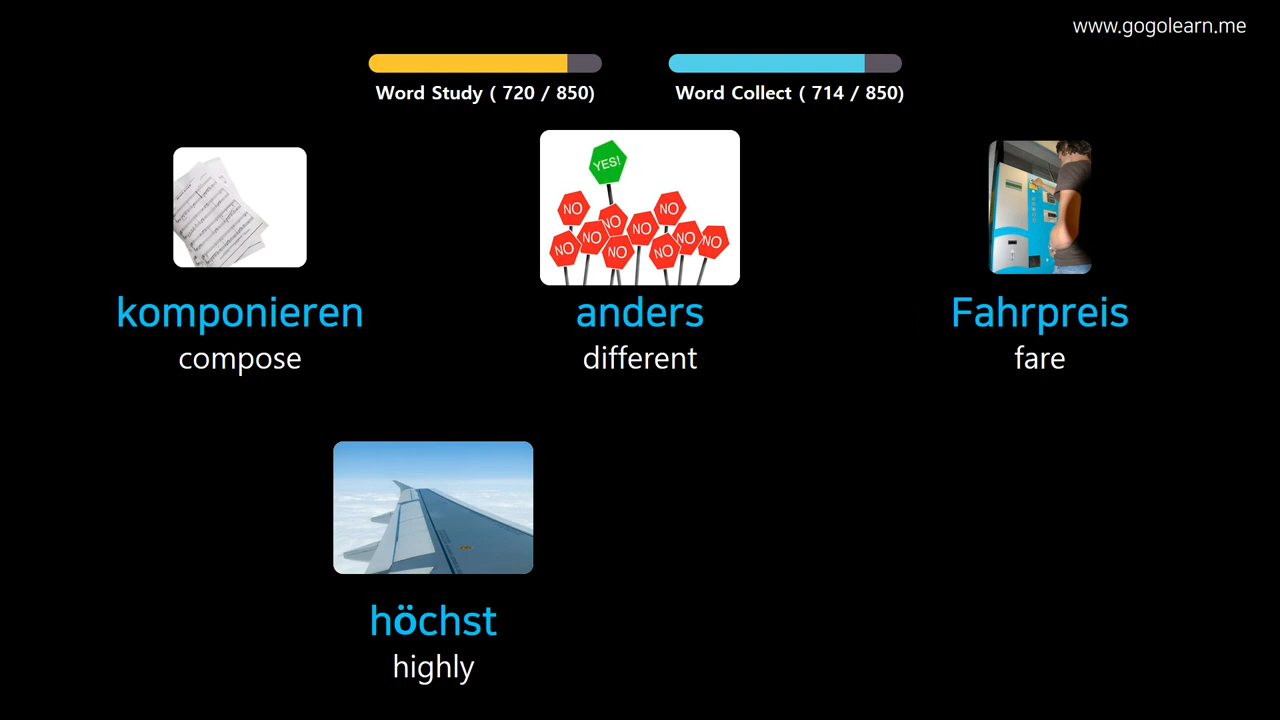 www.gogolearn.me
Word Study ( 720 / 850)
Word Collect ( 714 / 850)
YES!
NO
NO
NO
NO
NO
NO
NO
NO
NO
NO
komponieren
compose
anders
different
Fahrpreis
fare
höchst
highly